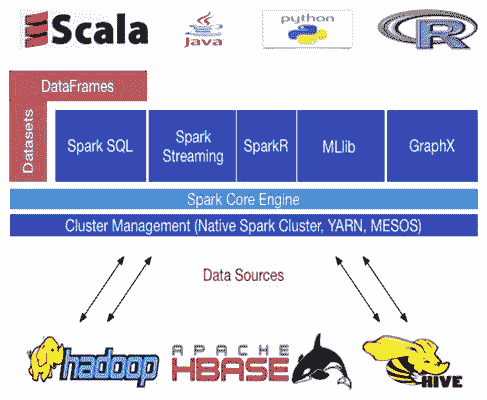 Scala
Java
python
R
DataFrames
Datasets
Spark SQL
Spark
Streaming
SparkR
MLlib
GraphX
Spark Core Engine
Cluster Management (Native Spark Cluster, YARN, MESOS)
Data Sources
hadoop
APACHE
HBASE
HIVE